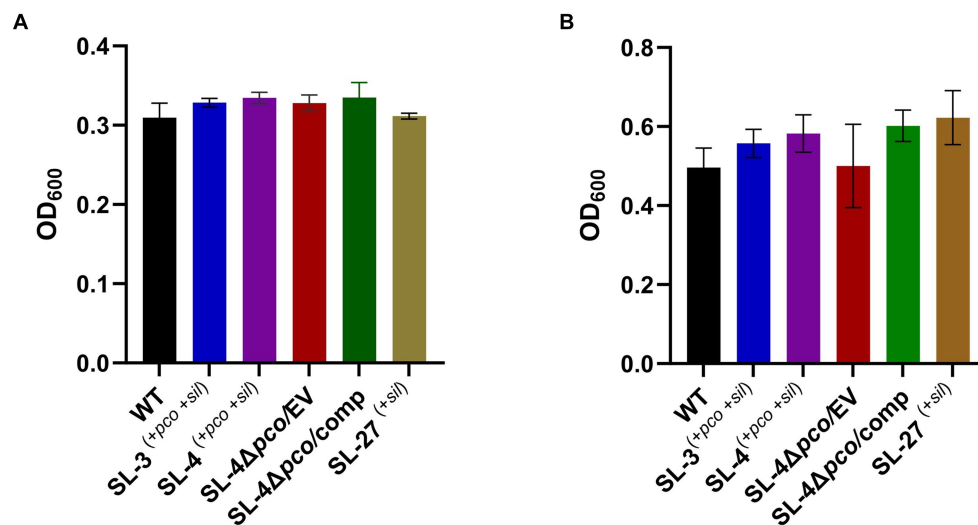 A
OD600
0.4
0.3
0.2
0.1
0.0
WT
SL-3 (+pco +sil)
SL-4 (+pco +sil)
SL-4Δpco/EV
SL-4Δpco/comp
SL-27 (+sil)
B
OD600
0.8
0.6
0.4
0.2
0.0
WT
SL-3 (+pco +sil)
SL-4 (+pco +sil)
SL-4Δpco/EV
SL-4Δpco/comp
SL-27 (+sil)